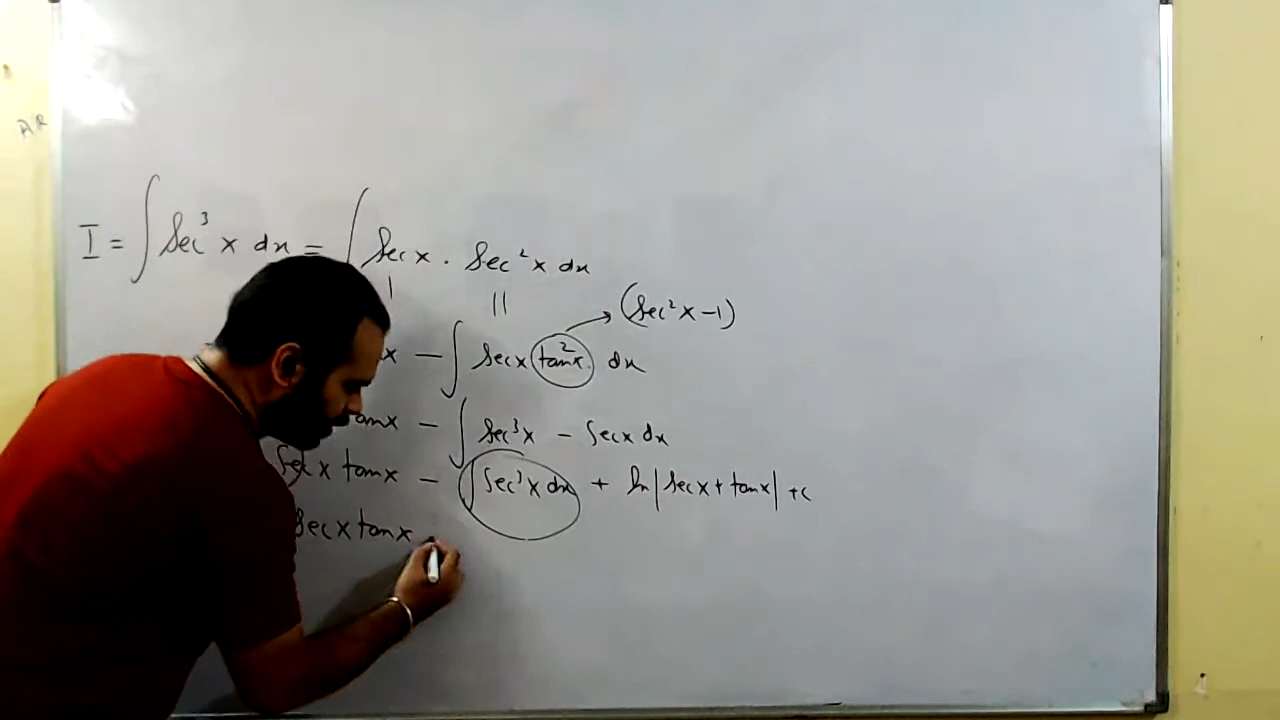 AR
I = ∫ Sec³ x dx = ∫ Sec x . Sec² x dx
| ||
(Sec² x - 1)
x - ∫ Sec x tan² x dx
tan x - ∫ Sec³ x - Sec x dx
Sec x tan x - ∫ Sec³ x dx + ln |Sec x + tan x| + c
Sec x tan x